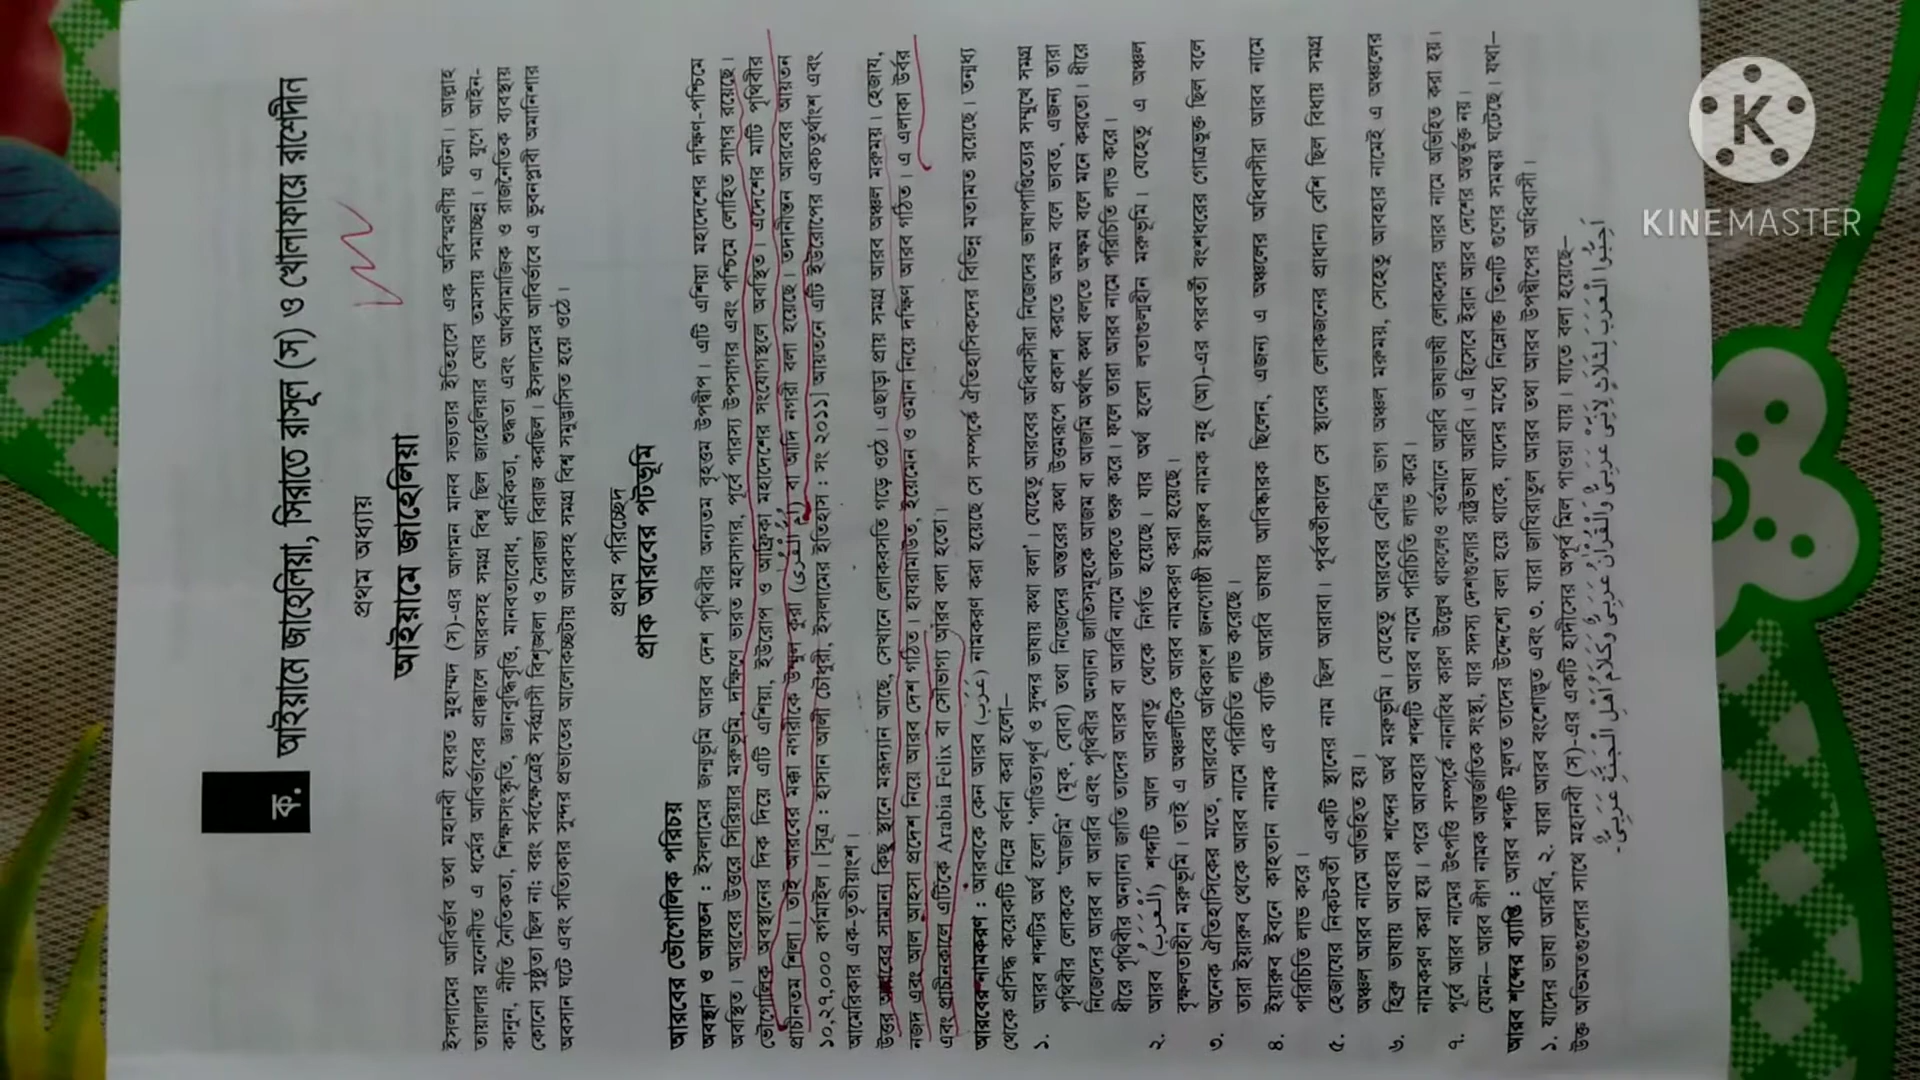 ক. আইয়ামে জাহেলিয়া, সিরাতে রাসূল (স) ও খোলাফায়ে রাশেদীন
প্রথম অধ্যায়
আইয়ামে জাহেলিয়া
ইসলামের আবির্ভাব তথা মহানবী হযরত মুহাম্মদ (স)-এর আগমন মানব সভ্যতার ইতিহাসে এক অবিস্মরণীয় ঘটনা। আল্লাহ
তায়ালার মনোনীত এ ধর্মের আবির্ভাবের প্রাক্কালে আরবসহ সমগ্র বিশ্ব ছিল জাহেলিয়ার ঘোর তমসায় সমাচ্ছন্ন। এ যুগে আইন-
কানুন, নীতি নৈতিকতা, শিক্ষাসংস্কৃতি, জ্ঞানবুদ্ধিবৃত্তি, মানবতাবোধ, ধার্মিকতা, শুদ্ধতা এবং আর্থসামাজিক ও রাজনৈতিক ব্যবস্থায়
কোনো সুষ্ঠুতা ছিল না; বরং সর্বক্ষেত্রেই সর্বগ্রাসী বিশৃঙ্খলা ও নৈরাজ্য বিরাজ করছিল। ইসলামের আবির্ভাবে এ ভুবনপ্লাবী অমানিশার
অবসান ঘটে এবং সত্যিকার সুন্দর প্রভাতের আলোকচ্ছটায় আরবসহ সমগ্র বিশ্ব সমুদ্ভাসিত হয়ে ওঠে।
প্রথম পরিচ্ছেদ
প্রাক আরবের পটভূমি
আরবের ভৌগোলিক পরিচয়
অবস্থান ও আয়তন : ইসলামের জন্মভূমি আরব দেশ পৃথিবীর অন্যতম বৃহত্তম উপদ্বীপ। এটি এশিয়া মহাদেশের দক্ষিণ-পশ্চিমে
অবস্থিত। আরবের উত্তরে সিরিয়ার মরুভূমি, দক্ষিণে ভারত মহাসাগর, পূর্বে পারস্য উপসাগর এবং পশ্চিমে লোহিত সাগর রয়েছে।
ভৌগোলিক অবস্থানের দিক দিয়ে এটি এশিয়া, ইউরোপ ও আফ্রিকা মহাদেশের সংযোগস্থলে অবস্থিত। এদেশের মাটি পৃথিবীর
প্রাচীনতম শিলা। তাই আরবের মক্কা নগরীকে উম্মুল কুরা (أُمُّ الْقُرَى) বা আদি নগরী বলা হয়েছে। তদানীন্তন আরবের আয়তন
১০,২৭,০০০ বর্গমাইল। [সূত্র : হাসান আলী চৌধুরী, ইসলামের ইতিহাস : সং ২০১১] আয়তনে এটি ইউরোপের একচতুর্থাংশ এবং
আমেরিকার এক-তৃতীয়াংশ।
উত্তর আরবের সামান্য কিছু স্থানে মরূদ্যান আছে, সেখানে লোকবসতি গড়ে ওঠে। এছাড়া প্রায় সমগ্র আরব অঞ্চল মরুময়। হেজায,
নজদ এবং আল আহসা প্রদেশ নিয়ে আরব দেশ গঠিত। হাযরামাউত, ইয়েমেন ও ওমান নিয়ে দক্ষিণ আরব গঠিত। এ এলাকা উর্বর
এবং প্রাচীনকালে এটিকে Arabia Felix বা সৌভাগ্য আরব বলা হতো।
আরবের নামকরণ : আরবকে কেন আরব (عَرَب) নামকরণ করা হয়েছে সে সম্পর্কে ঐতিহাসিকদের বিভিন্ন মতামত রয়েছে। তন্মধ্য
থেকে প্রসিদ্ধ কয়েকটি নিম্নে বর্ণনা করা হলো–
১. আরব শব্দটির অর্থ হলো 'পাণ্ডিত্যপূর্ণ ও সুন্দর ভাষায় কথা বলা'। যেহেতু আরবের অধিবাসীরা নিজেদের ভাষাপাণ্ডিত্যের সম্মুখে সমগ্র
পৃথিবীর লোককে 'আজমি' (মূক, বোবা) তথা নিজেদের অন্তরের কথা উত্তমরূপে প্রকাশ করতে অক্ষম বলে ভাবত, এজন্য তারা
নিজেদের আরব বা আরবি এবং পৃথিবীর অন্যান্য জাতিসমূহকে আজম বা আজমি অর্থাৎ কথা বলতে অক্ষম বলে মনে করতো। ধীরে
ধীরে পৃথিবীর অন্যান্য জাতি তাদের আরব বা আরবি নামে ডাকতে শুরু করে। ফলে তারা আরব নামে পরিচিতি লাভ করে।
২. আরব (اَلْعَرَبُ) শব্দটি আল আরবাতু থেকে নির্গত হয়েছে। যার অর্থ হলো লতাগুল্মহীন মরুভূমি। যেহেতু এ অঞ্চল
বৃক্ষলতাহীন মরুভূমি। তাই এ অঞ্চলটিকে আরব নামকরণ করা হয়েছে।
৩. অনেক ঐতিহাসিকের মতে, আরবের অধিকাংশ জনগোষ্ঠী ইয়ারুব নামক নূহ (আ)-এর পরবর্তী বংশধরের গোত্রভুক্ত ছিল বলে
তারা ইয়ারুব থেকে আরব নামে পরিচিতি লাভ করেছে।
৪. ইয়ারুব ইবনে কাহতান নামক এক ব্যক্তি আরবি ভাষার আবিষ্কারক ছিলেন, এজন্য এ অঞ্চলের অধিবাসীরা আরব নামে
পরিচিতি লাভ করে।
৫. হেজাযের নিকটবর্তী একটি স্থানের নাম ছিল আরাবা। পূর্ববর্তীকালে সে স্থানের লোকজনের প্রাধান্য বেশি ছিল বিধায় সমগ্র
অঞ্চল আরব নামে অভিহিত হয়।
৬. হিব্রু ভাষায় আবহার শব্দের অর্থ মরুভূমি। যেহেতু আরবের বেশির ভাগ অঞ্চল মরুময়, সেহেতু আবহার নামেই এ অঞ্চলের
নামকরণ করা হয়। পরে আবহার শব্দটি আরব নামে পরিচিতি লাভ করে।
৭. পূর্বে আরব নামের উৎপত্তি সম্পর্কে নানাবিধ কারণ উল্লেখ থাকলেও বর্তমানে আরবি ভাষাভাষী লোকদের আরব নামে অভিহিত করা হয়।
যেমন– আরব লীগ নামক আন্তর্জাতিক সংস্থা, যার সদস্য দেশগুলোর রাষ্ট্রভাষা আরবি। এ হিসেবে ইরান আরব দেশের অন্তর্ভুক্ত নয়।
আরব শব্দের ব্যাপ্তি : আরব শব্দটি মূলত তাদের উদ্দেশ্যে বলা হয়ে থাকে, যাদের মধ্যে নিম্নোক্ত তিনটি গুণের সমন্বয় ঘটেছে। যথা–
১. যাদের ভাষা আরবি, ২. যারা আরব বংশোদ্ভূত এবং ৩. যারা জাযিরাতুল আরব তথা আরব উপদ্বীপের অধিবাসী।
উক্ত অভিমতগুলোর সাথে মহানবী (স)-এর একটি হাদীসের অপূর্ব মিল পাওয়া যায়। যাতে বলা হয়েছে–
اَحِبُّوا الْعَرَبَ لِثَلَاثٍ لِاَنِّى عَرَبِىٌّ وَالْقُرْاٰنُ عَرَبِىٌّ وَكَلَامُ اَهْلِ الْجَنَّةِ عَرَبِىٌّ-
KINEMASTER